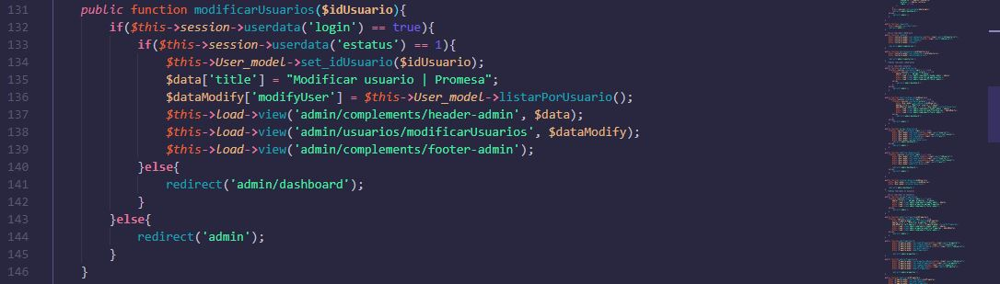 131 public function modificarUsuarios($idUsuario){
132 if($this->session->userdata('login') == true){
133 if($this->session->userdata('estatus') == 1){
134 $this->User_model->set_idUsuario($idUsuario);
135 $data['title'] = "Modificar usuario | Promesa";
136 $dataModify['modifyUser'] = $this->User_model->listarPorUsuario();
137 $this->load->view('admin/complements/header-admin', $data);
138 $this->load->view('admin/usuarios/modificarUsuarios', $dataModify);
139 $this->load->view('admin/complements/footer-admin');
140 }else{
141 redirect('admin/dashboard');
142 }
143 }else{
144 redirect('admin');
145 }
146 }